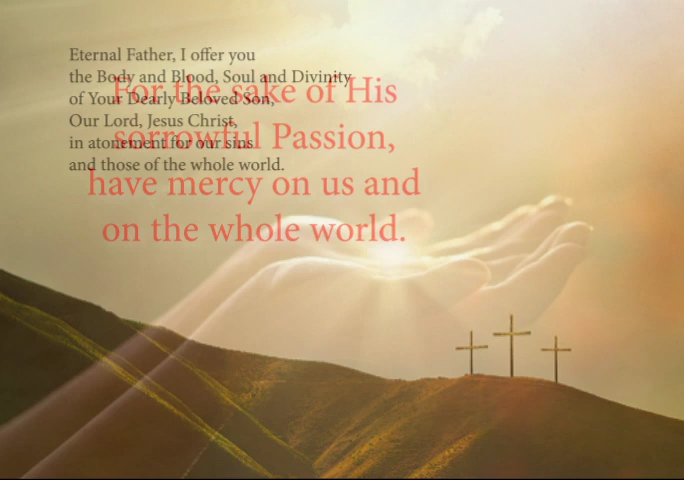 Eternal Father, I offer you
the Body and Blood, Soul and Divinity
of Your Dearly Beloved Son,
Our Lord, Jesus Christ,
in atonement for our sins
and those of the whole world.
For the sake of His
sorrowful Passion,
have mercy on us and
on the whole world.